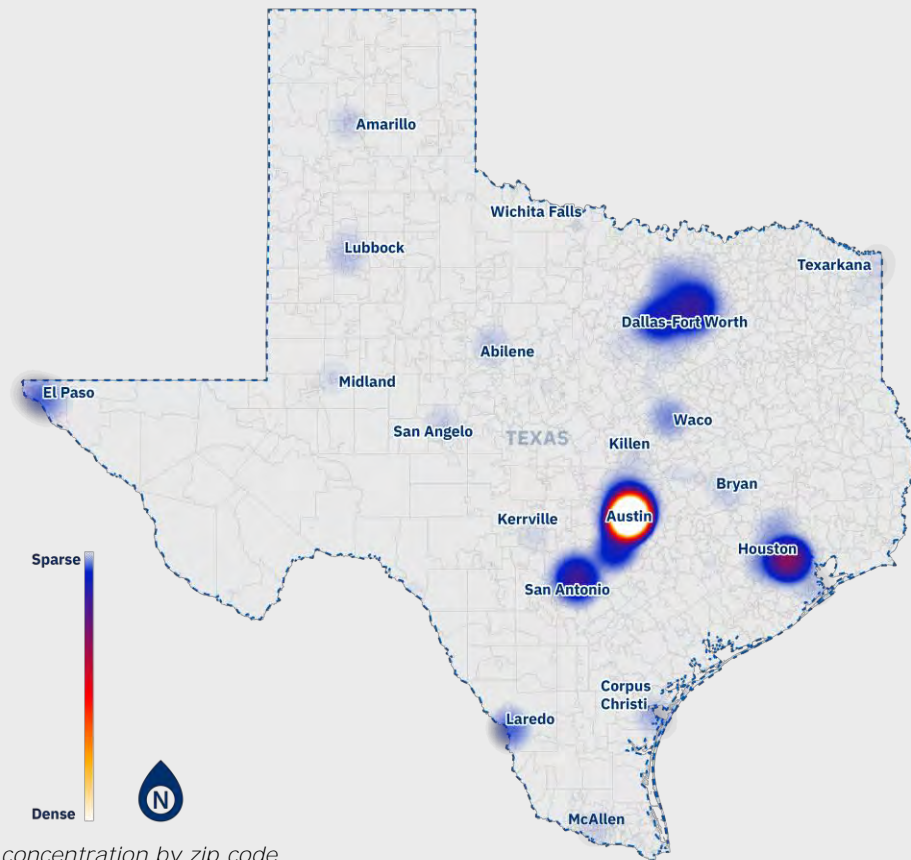 Amarillo
Wichita Falls
Lubbock
Texarkana
Dallas-Fort Worth
Abilene
Midland
El Paso
Waco
San Angelo
TEXAS
Killen
Bryan
Austin
Kerrville
Houston
Sparse
San Antonio
Corpus
Christi
Laredo
N
Dense
McAllen
concentration by zip code